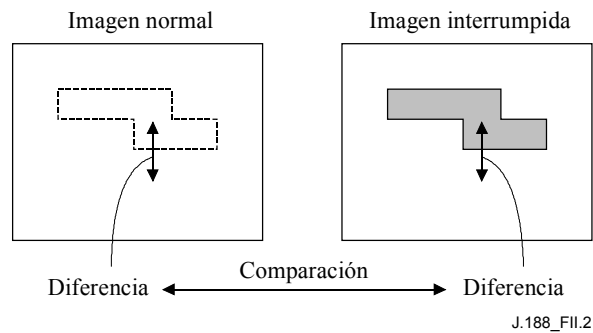 Imagen normal
Imagen interrumpida
Comparación
Diferencia
Diferencia
J.188_FII.2